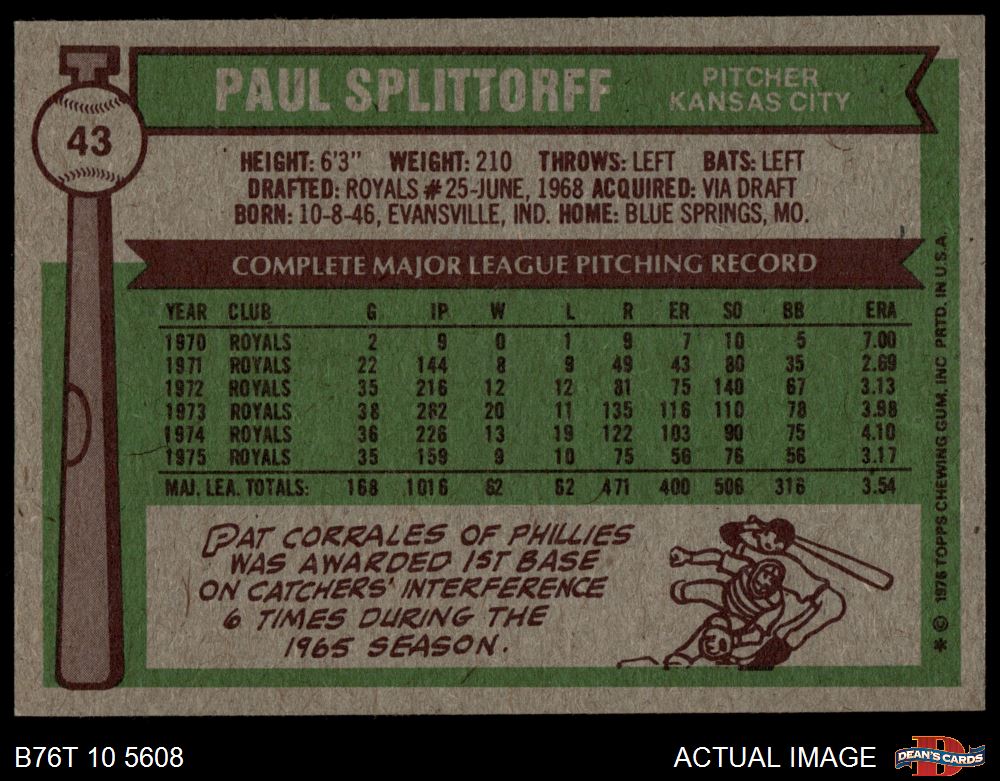 43
PAUL SPLITTORFF
PITCHER
KANSAS CITY
HEIGHT: 6'3" WEIGHT: 210 THROWS: LEFT BATS: LEFT
DRAFTED: ROYALS #25-JUNE, 1968 ACQUIRED: VIA DRAFT
BORN: 10-8-46, EVANSVILLE, IND. HOME: BLUE SPRINGS, MO.
COMPLETE MAJOR LEAGUE PITCHING RECORD
YEAR CLUB G IP W L R ER SO BB ERA
1970 ROYALS 2 9 0 1 9 7 10 5 7.00
1971 ROYALS 22 144 8 9 49 43 80 35 2.69
1972 ROYALS 35 216 12 12 81 75 140 67 3.13
1973 ROYALS 38 262 20 11 135 116 110 78 3.98
1974 ROYALS 36 226 13 19 122 103 90 75 4.10
1975 ROYALS 35 159 9 10 75 56 76 56 3.17
MAJ. LEA. TOTALS: 168 1016 62 62 471 400 506 316 3.54
PAT CORRALES OF PHILLIES
WAS AWARDED 1ST BASE
ON CATCHERS' INTERFERENCE
6 TIMES DURING THE
1965 SEASON.
* © 1976 TOPPS CHEWING GUM, INC. PRTD. IN U.S.A.
B76T 10 5608
ACTUAL IMAGE
D
DEAN'S CARDS